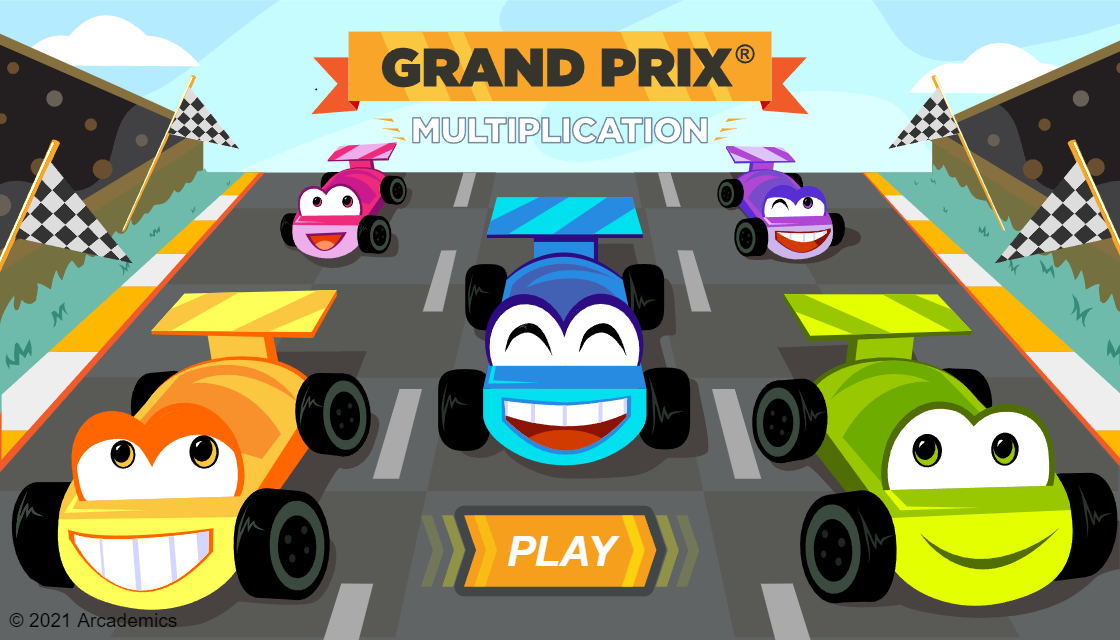 GRAND PRIX®
MULTIPLICATION
PLAY
© 2021 Arcademics